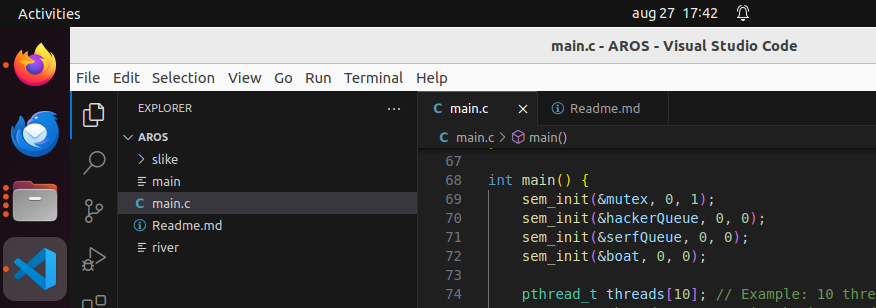 Activities
aug 27 17:42
main.c - AROS - Visual Studio Code
File Edit Selection View Go Run Terminal Help
EXPLORER
AROS
slike
main
C main.c
Readme.md
river
C main.c
Readme.md
C main.c > main()
67
68 int main() {
69 sem_init(&mutex, 0, 1);
70 sem_init(&hackerQueue, 0, 0);
71 sem_init(&serfQueue, 0, 0);
72 sem_init(&boat, 0, 0);
73
74 pthread_t threads[10]; // Example: 10 thre